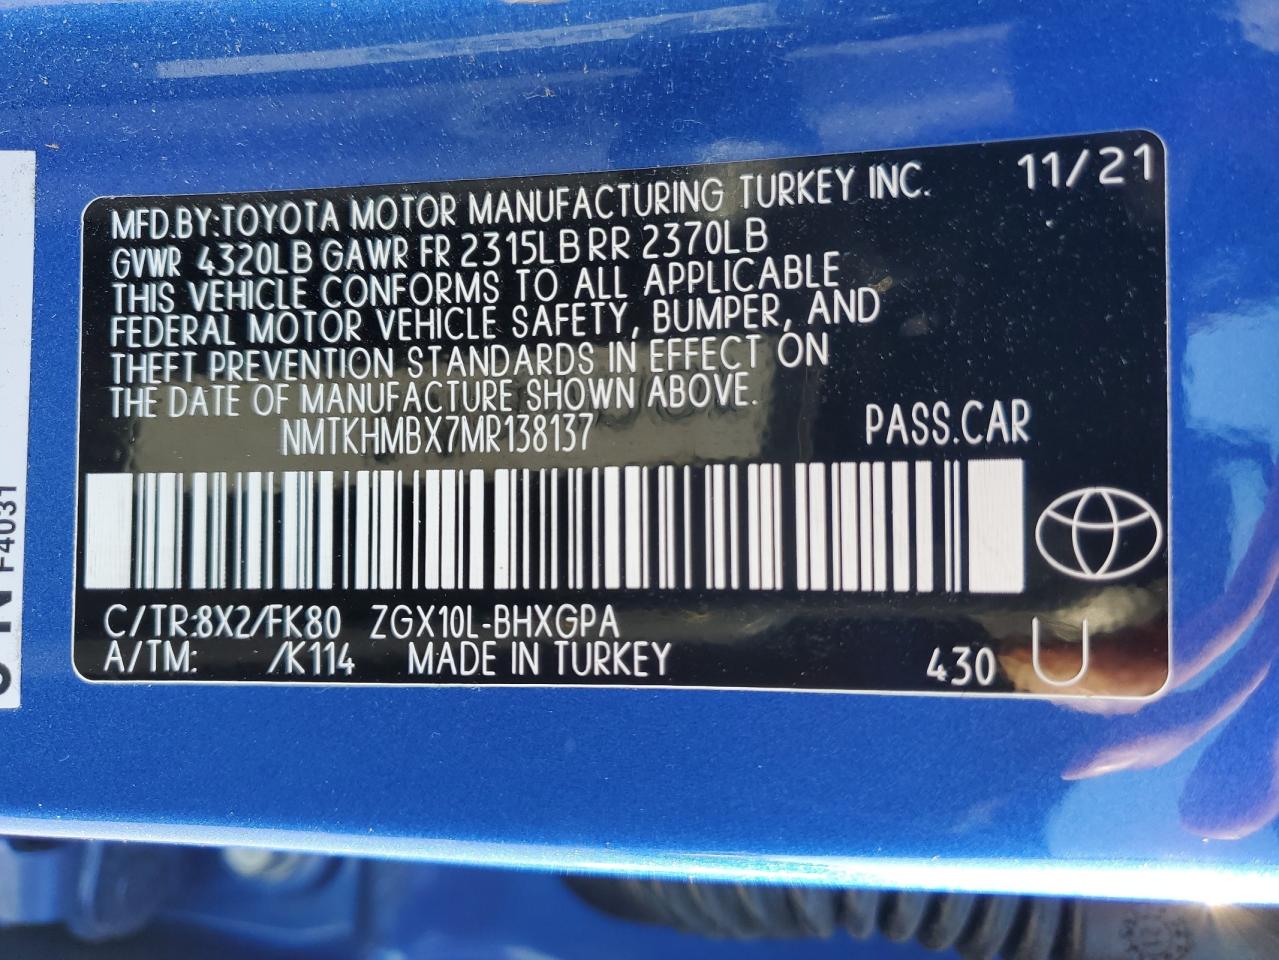 MFD.BY:TOYOTA MOTOR MANUFACTURING TURKEY INC. 11/21
GVWR 4320LB GAWR FR 2315LB RR 2370LB
THIS VEHICLE CONFORMS TO ALL APPLICABLE
FEDERAL MOTOR VEHICLE SAFETY, BUMPER, AND
THEFT PREVENTION STANDARDS IN EFFECT ON
THE DATE OF MANUFACTURE SHOWN ABOVE.
NMTKHMBX7MR138137 PASS.CAR
C/TR:8X2/FK80 ZGX10L-BHXGPA
A/TM: /K114 MADE IN TURKEY 430 U
F4031